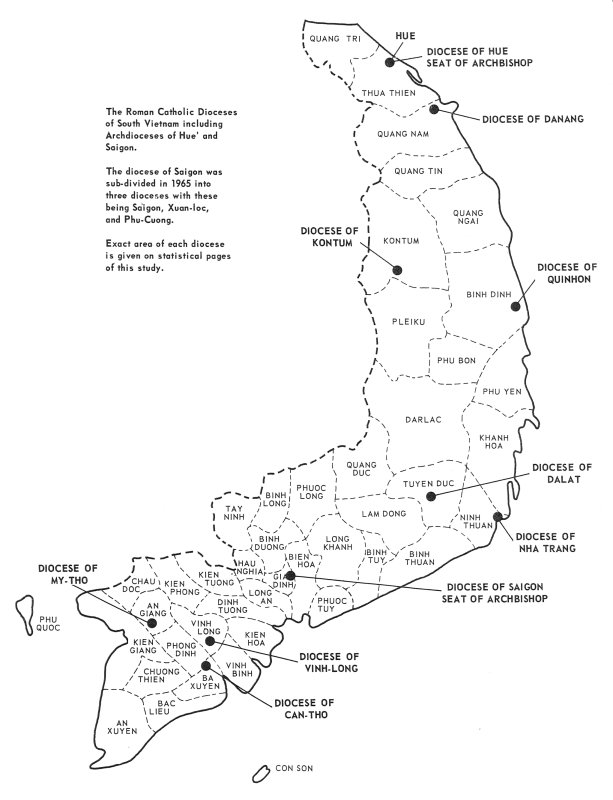 QUANG TRI
HUE
DIOCESE OF HUE
SEAT OF ARCHBISHOP
THUA THIEN
DIOCESE OF DANANG
The Roman Catholic Dioceses
of South Vietnam including
Archdioceses of Hue' and
Saigon.
The diocese of Saigon was
sub-divided in 1965 into
three dioceses with these
being Saigon, Xuan-loc,
and Phu-Cuong.
Exact area of each diocese
is given on statistical pages
of this study.
QUANG NAM
QUANG TIN
QUANG
NGAI
DIOCESE OF
KONTUM
KONTUM
DIOCESE OF
QUINHON
BINH DINH
PLEIKU
PHU BON
PHU YEN
DARLAC
KHANH
HOA
QUANG
DUC
TUYEN DUC
DIOCESE OF
DALAT
PHUOC
LONG
BINH
LONG
TAY
NINH
LAM DONG
NINH
THUAN
DIOCESE OF
NHA TRANG
BINH
DUONG
LONG
KHANH
BINH
TUY
BINH
THUAN
BIEN
HOA
HAU
NGHIA
GIA
DINH
DIOCESE OF SAIGON
SEAT OF ARCHBISHOP
LONG
AN
PHUOC
TUY
DIOCESE OF
MY-THO
CHAU
DOC
KIEN
PHONG
KIEN
TUONG
DINH
TUONG
AN
GIANG
VINH
LONG
KIEN
HOA
PHU
QUOC
KIEN
GIANG
PHONG
DINH
DIOCESE OF
VINH-LONG
VINH
BINH
CHUONG
THIEN
BA
XUYEN
DIOCESE OF
CAN-THO
BAC
LIEU
AN
XUYEN
CON SON